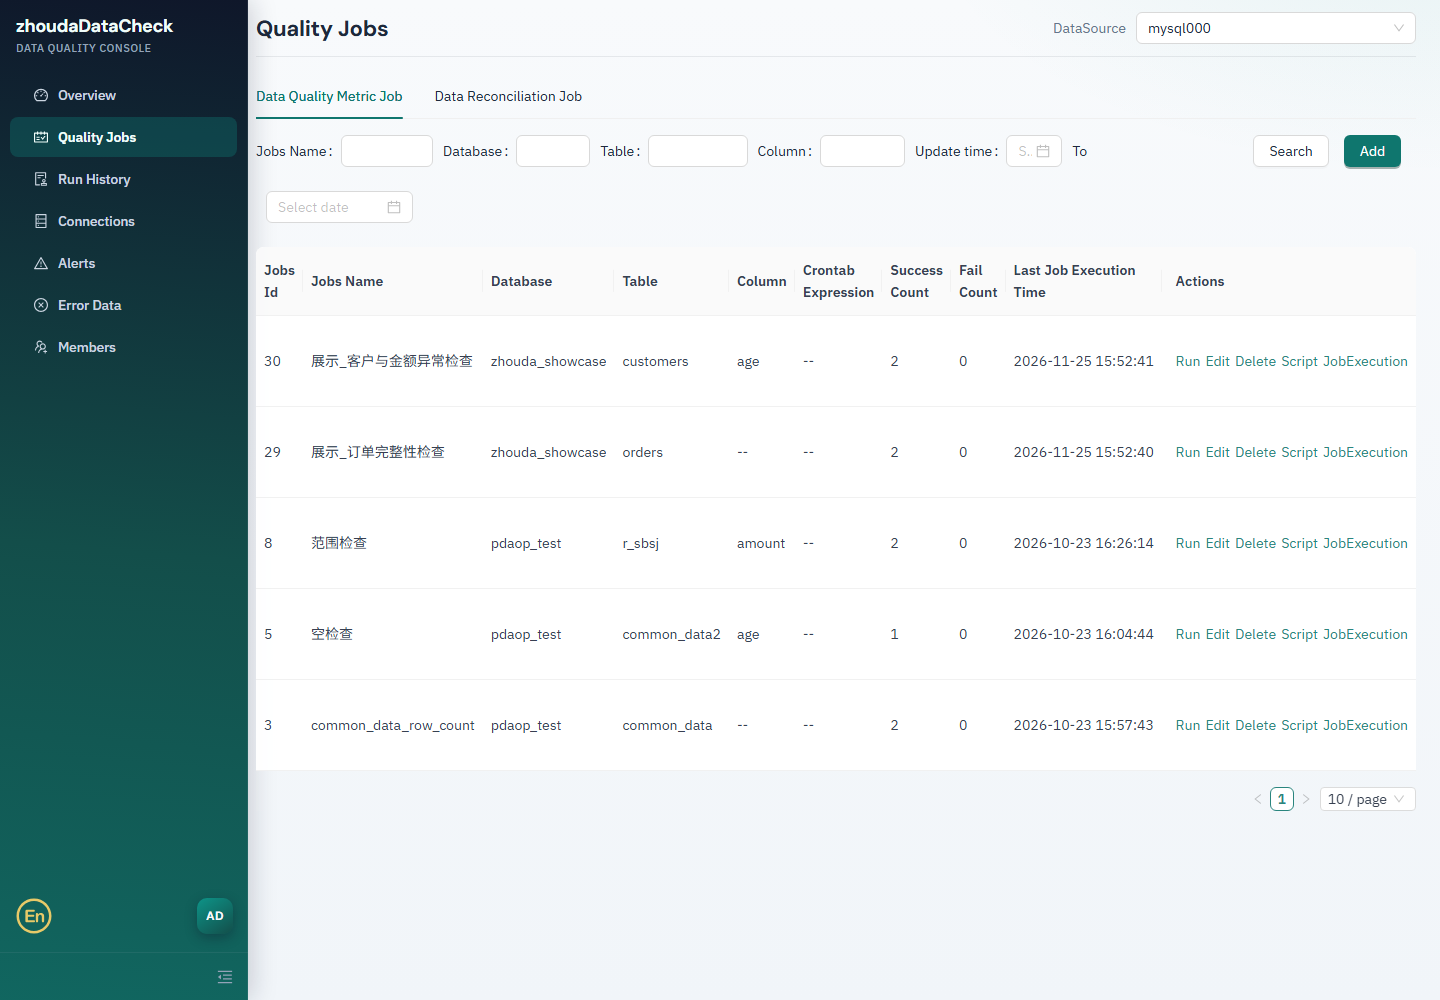 zhoudaDataCheck
DATA QUALITY CONSOLE
Overview
Quality Jobs
Run History
Connections
Alerts
Error Data
Members
En
AD
Quality Jobs
DataSource mysql000
Data Quality Metric Job Data Reconciliation Job
Jobs Name : Database : Table : Column : Update time : S.. To Search Add
Select date
Jobs Id Jobs Name Database Table Column Crontab Expression Success Count Fail Count Last Job Execution Time Actions
30 展示_客户与金额异常检查 zhouda_showcase customers age -- 2 0 2026-11-25 15:52:41 Run Edit Delete Script JobExecution
29 展示_订单完整性检查 zhouda_showcase orders -- -- 2 0 2026-11-25 15:52:40 Run Edit Delete Script JobExecution
8 范围检查 pdaop_test r_sbsj amount -- 2 0 2026-10-23 16:26:14 Run Edit Delete Script JobExecution
5 空检查 pdaop_test common_data2 age -- 1 0 2026-10-23 16:04:44 Run Edit Delete Script JobExecution
3 common_data_row_count pdaop_test common_data -- -- 2 0 2026-10-23 15:57:43 Run Edit Delete Script JobExecution
1 10 / page